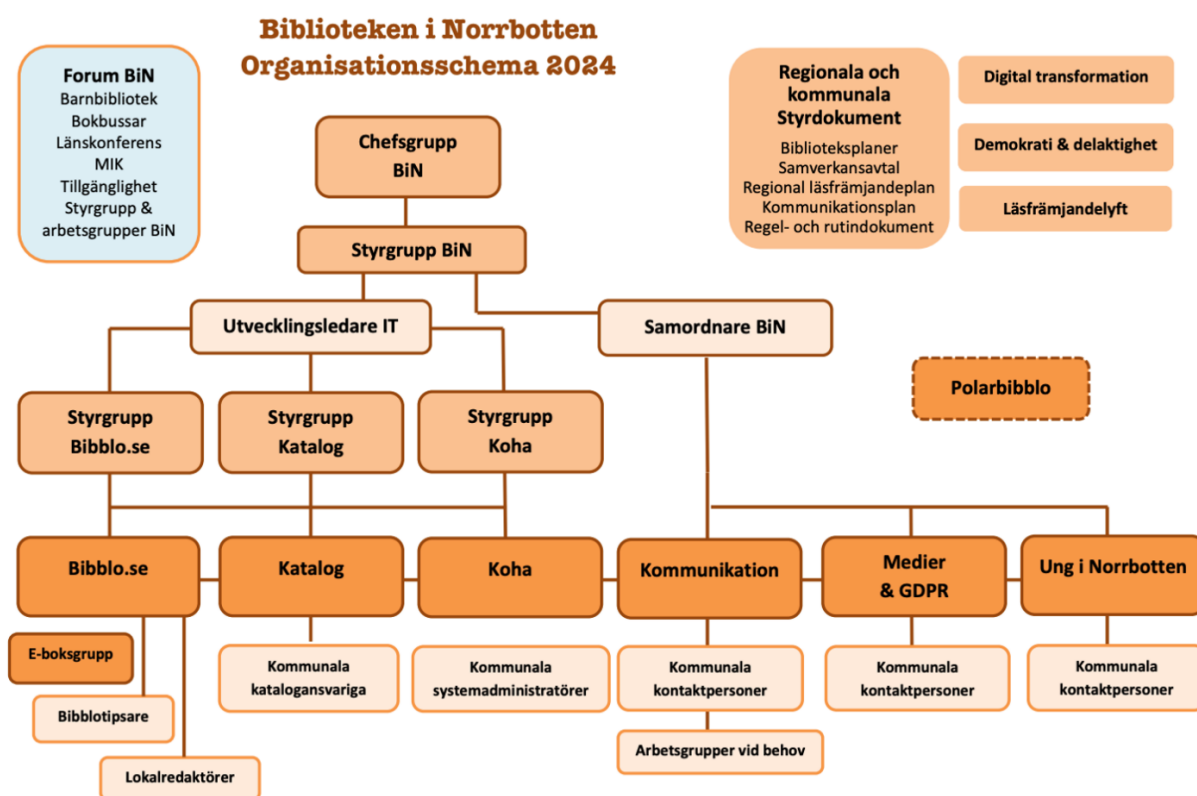 Biblioteken i Norrbotten
Organisationsschema 2024
Forum BiN
Barnbibliotek
Bokbussar
Länskonferens
MIK
Tillgänglighet
Styrgrupp &
arbetsgrupper BiN
Chefsgrupp
BiN
Regionala och
kommunala
Styrdokument
Biblioteksplaner
Samverkansavtal
Regional läsfrämjandeplan
Kommunikationsplan
Regel- och rutindokument
Digital transformation
Demokrati & delaktighet
Läsfrämjandelyft
Styrgrupp BiN
Utvecklingsledare IT
Samordnare BiN
Polarbibblo
Styrgrupp
Bibblo.se
Styrgrupp
Katalog
Styrgrupp
Koha
Bibblo.se
Katalog
Koha
Kommunikation
Medier
& GDPR
Ung i Norrbotten
E-boksgrupp
Bibblotipsare
Lokalredaktörer
Kommunala
katalogansvariga
Kommunala
systemadministratörer
Kommunala
kontaktpersoner
Arbetsgrupper vid behov
Kommunala
kontaktpersoner
Kommunala
kontaktpersoner